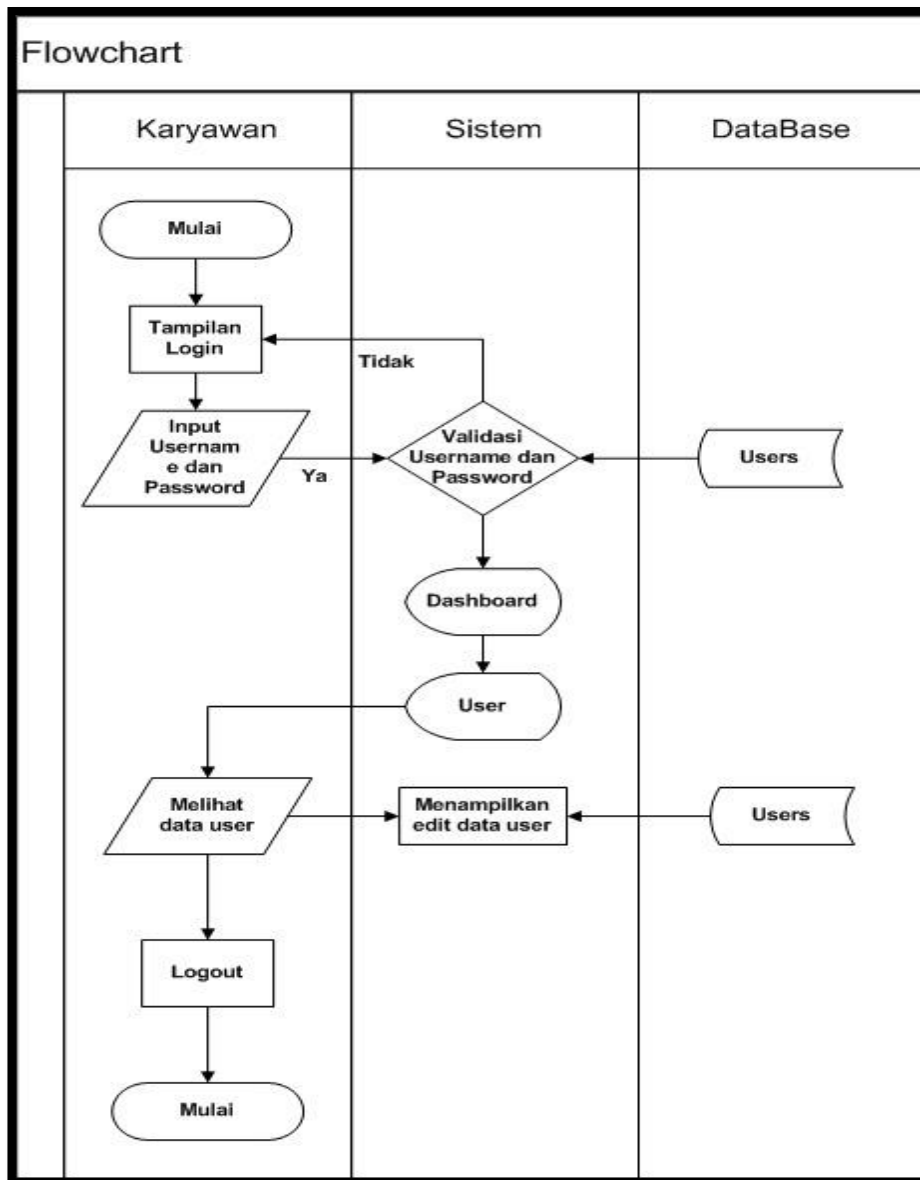 Flowchart
Karyawan
Sistem
DataBase
Mulai
Tampilan
Login
Tidak
Input
Usernam
e dan
Password
Ya
Validasi
Username dan
Password
Users
Dashboard
User
Melihat
data user
Menampilkan
edit data user
Users
Logout
Mulai